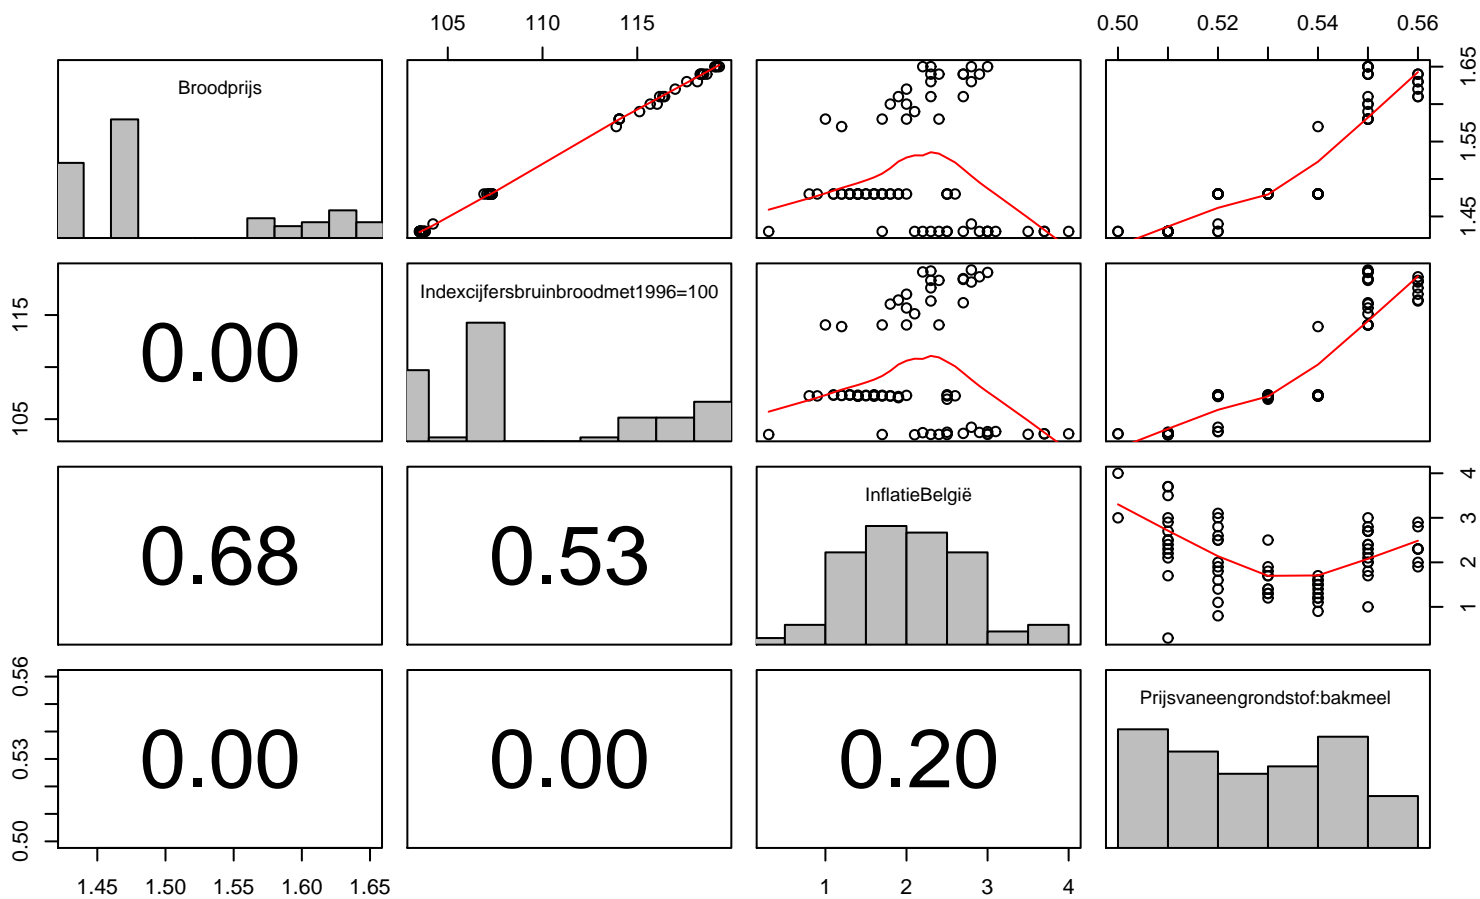 105 110 115 0.50 0.52 0.54 0.56
Broodprijs
1.45 1.55 1.65
Indexcijfersbruinbroodmet1996=100
105 115
0.00
InflatieBelgië
0.68 0.53
1 2 3 4
Prijsvaneengrondstof:bakmeel
0.50 0.53 0.56
0.00 0.00 0.20
1.45 1.50 1.55 1.60 1.65 1 2 3 4